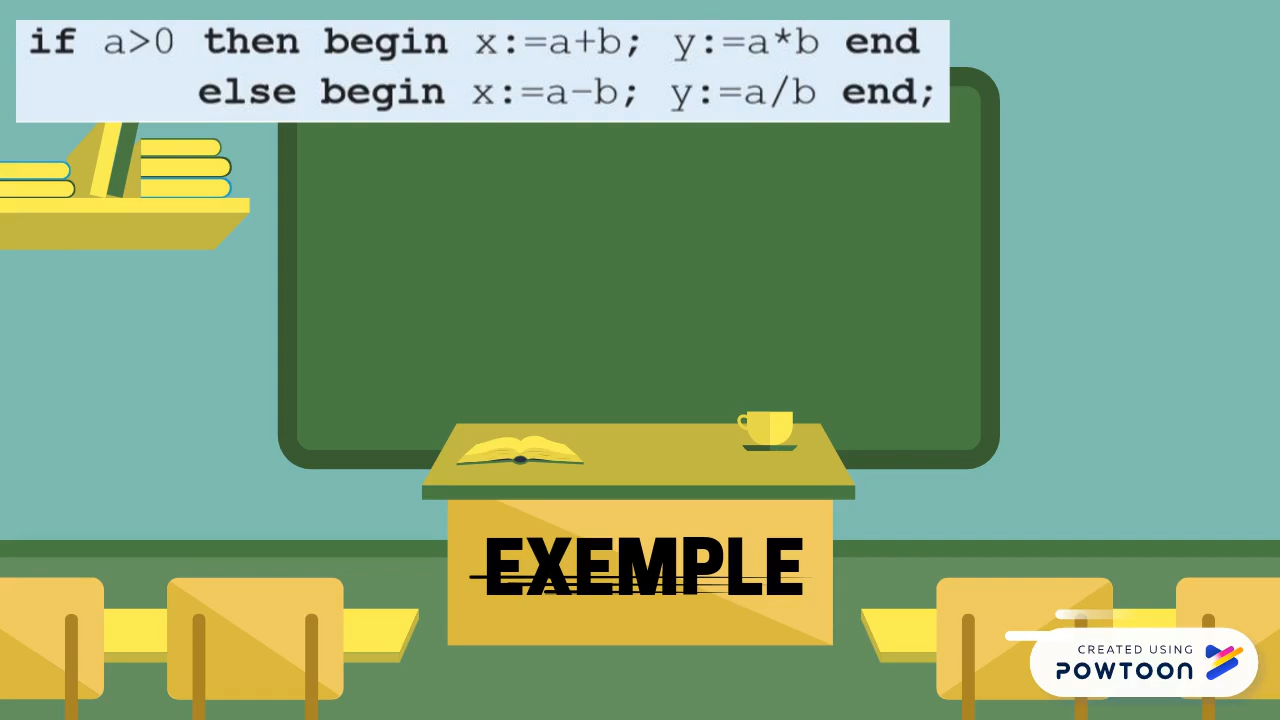 if a>0 then begin x:=a+b; y:=a*b end
else begin x:=a-b; y:=a/b end;
EXEMPLE
CREATED USING
POWTOON